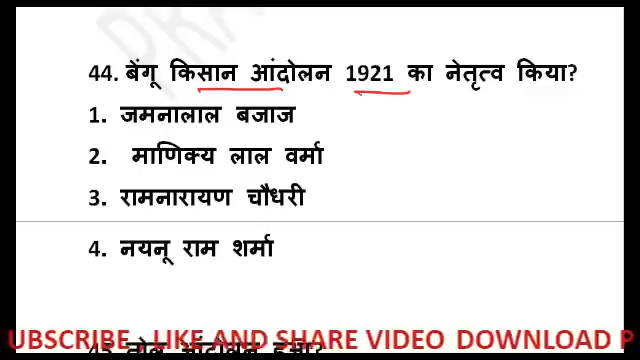 44. बेंगू किसान आंदोलन 1921 का नेतृत्व किया?
1. जमनालाल बजाज
2. माणिक्य लाल वर्मा
3. रामनारायण चौधरी
4. नयनू राम शर्मा
UBSCRIBE , LIKE AND SHARE VIDEO DOWNLOAD P